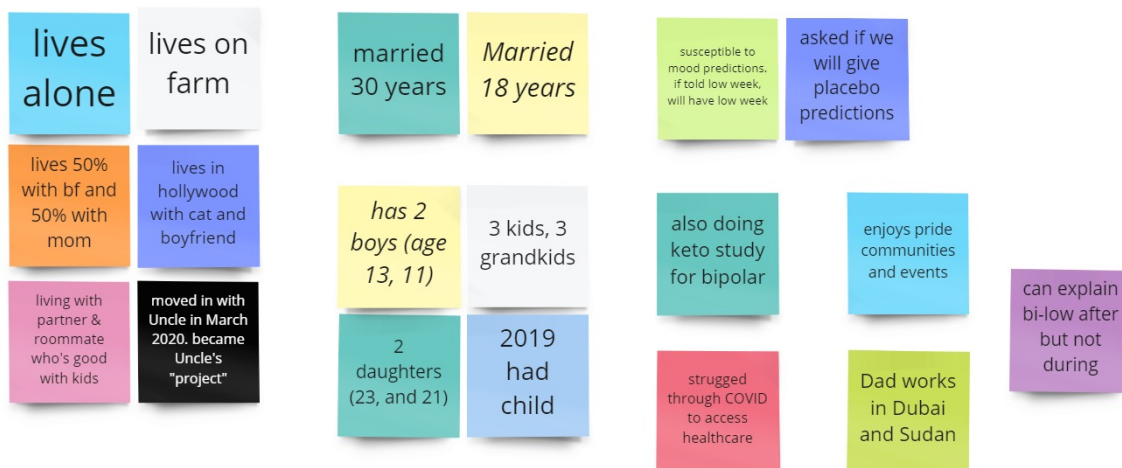 lives
alone
lives on
farm
married
30 years
Married
18 years
susceptible to
mood predictions.
if told low week,
will have low week
asked if we
will give
placebo
predictions
lives 50%
with bf and
50% with
mom
lives in
hollywood
with cat and
boyfriend
has 2
boys (age
13, 11)
3 kids, 3
grandkids
also doing
keto study
for bipolar
enjoys pride
communities
and events
living with
partner &
roommate
who's good
with kids
moved in with
Uncle in March
2020. became
Uncle's
"project"
2
daughters
(23, and 21)
2019
had
child
strugged
through COVID
to access
healthcare
Dad works
in Dubai
and Sudan
can explain
bi-low after
but not
during